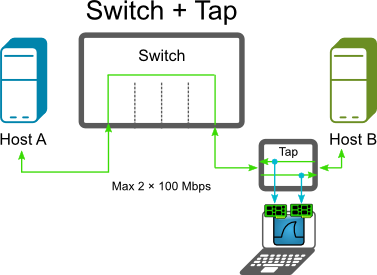 Switch + Tap
Switch
Host A
Host B
Tap
Max 2 × 100 Mbps